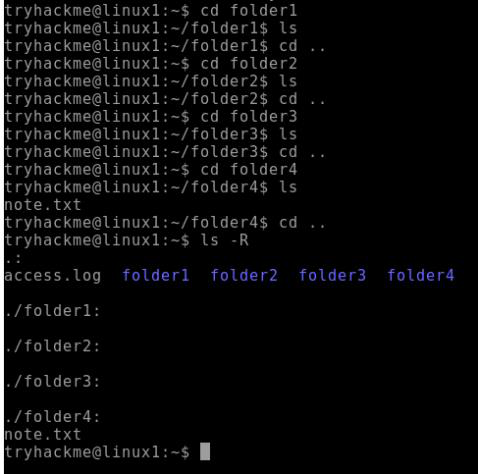 tryhackme@linux1:~$ cd folder1
tryhackme@linux1:~/folder1$ ls
tryhackme@linux1:~/folder1$ cd ..
tryhackme@linux1:~$ cd folder2
tryhackme@linux1:~/folder2$ ls
tryhackme@linux1:~/folder2$ cd ..
tryhackme@linux1:~$ cd folder3
tryhackme@linux1:~/folder3$ ls
tryhackme@linux1:~/folder3$ cd ..
tryhackme@linux1:~$ cd folder4
tryhackme@linux1:~/folder4$ ls
note.txt
tryhackme@linux1:~/folder4$ cd ..
tryhackme@linux1:~$ ls -R
.:
access.log  folder1  folder2  folder3  folder4
./folder1:
./folder2:
./folder3:
./folder4:
note.txt
tryhackme@linux1:~$